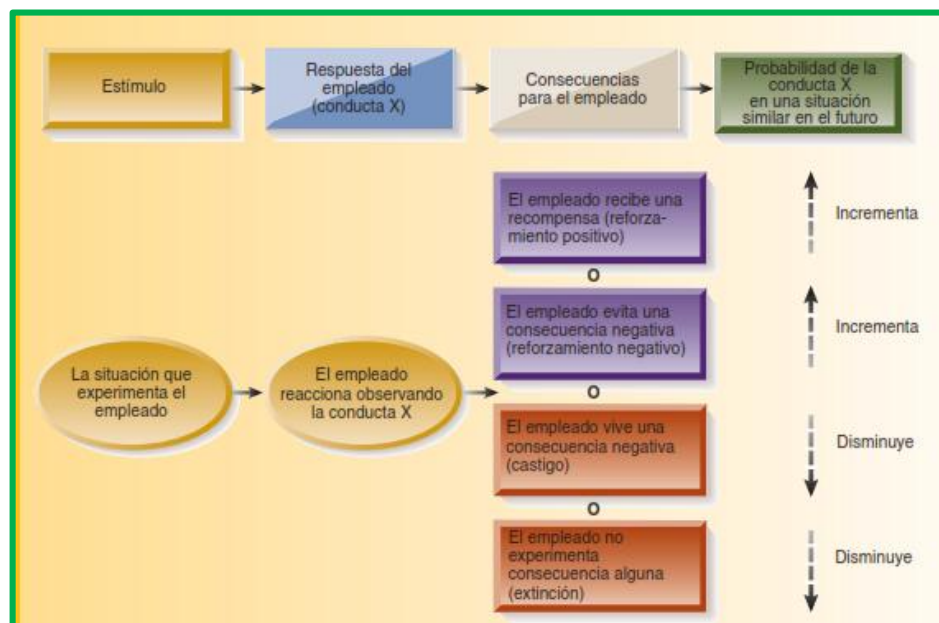 Estímulo
Respuesta del
empleado
(conducta X)
Consecuencias
para el empleado
Probabilidad de la
conducta X
en una situación
similar en el futuro
El empleado recibe una
recompensa (reforza-
miento positivo)
Incrementa
O
El empleado evita una
consecuencia negativa
(reforzamiento negativo)
Incrementa
La situación que
experimenta el
empleado
El empleado
reacciona observando
la conducta X
O
El empleado vive una
consecuencia negativa
(castigo)
Disminuye
O
El empleado no
experimenta
consecuencia alguna
(extinción)
Disminuye